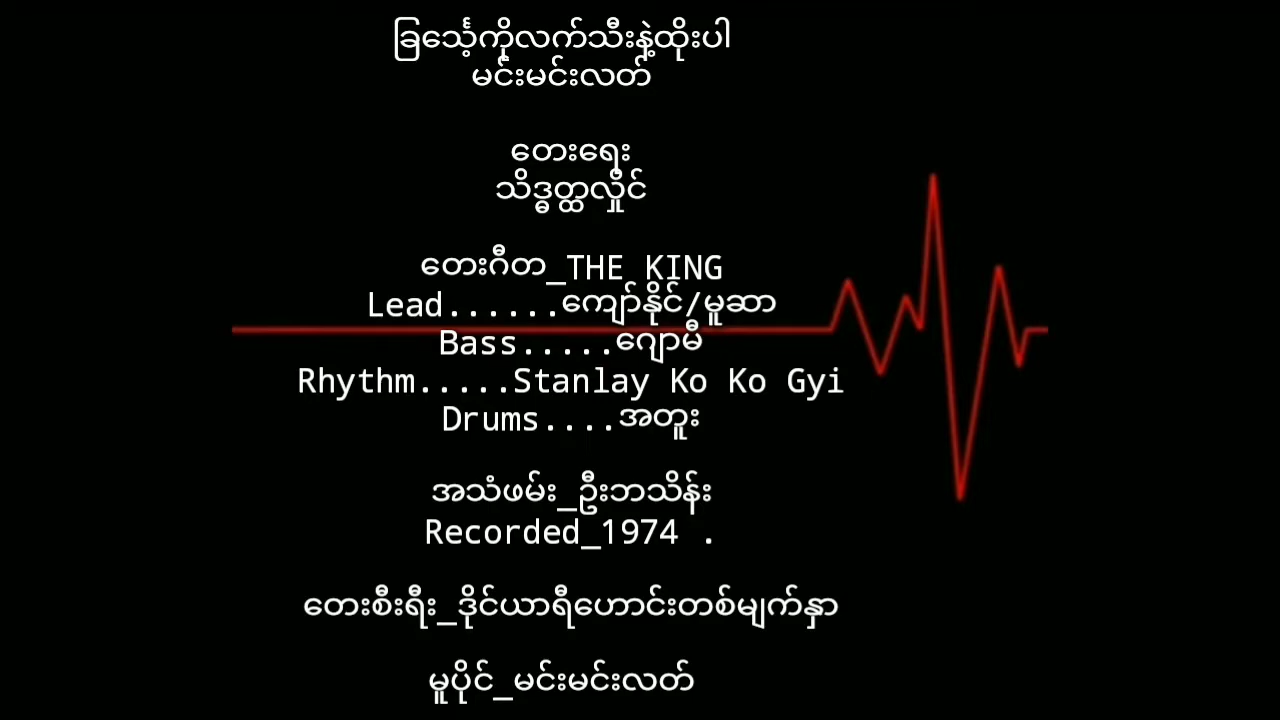 ခြင်္သေ့ကိုလက်သီးနဲ့ထိုးပါ
မင်းမင်းလတ်
တေးရေး
သိဒ္ဓတ္ထလှိုင်
တေးဂီတ_THE KING
Lead......ကျော်နိုင်/မူဆာ
Bass.....ဂျောမီ
Rhythm.....Stanlay Ko Ko Gyi
Drums....အတူး
အသံဖမ်း_ဦးဘသိန်း
Recorded_1974 .
တေးစီးရီး_ဒိုင်ယာရီဟောင်းတစ်မျက်နှာ
မူပိုင်_မင်းမင်းလတ်